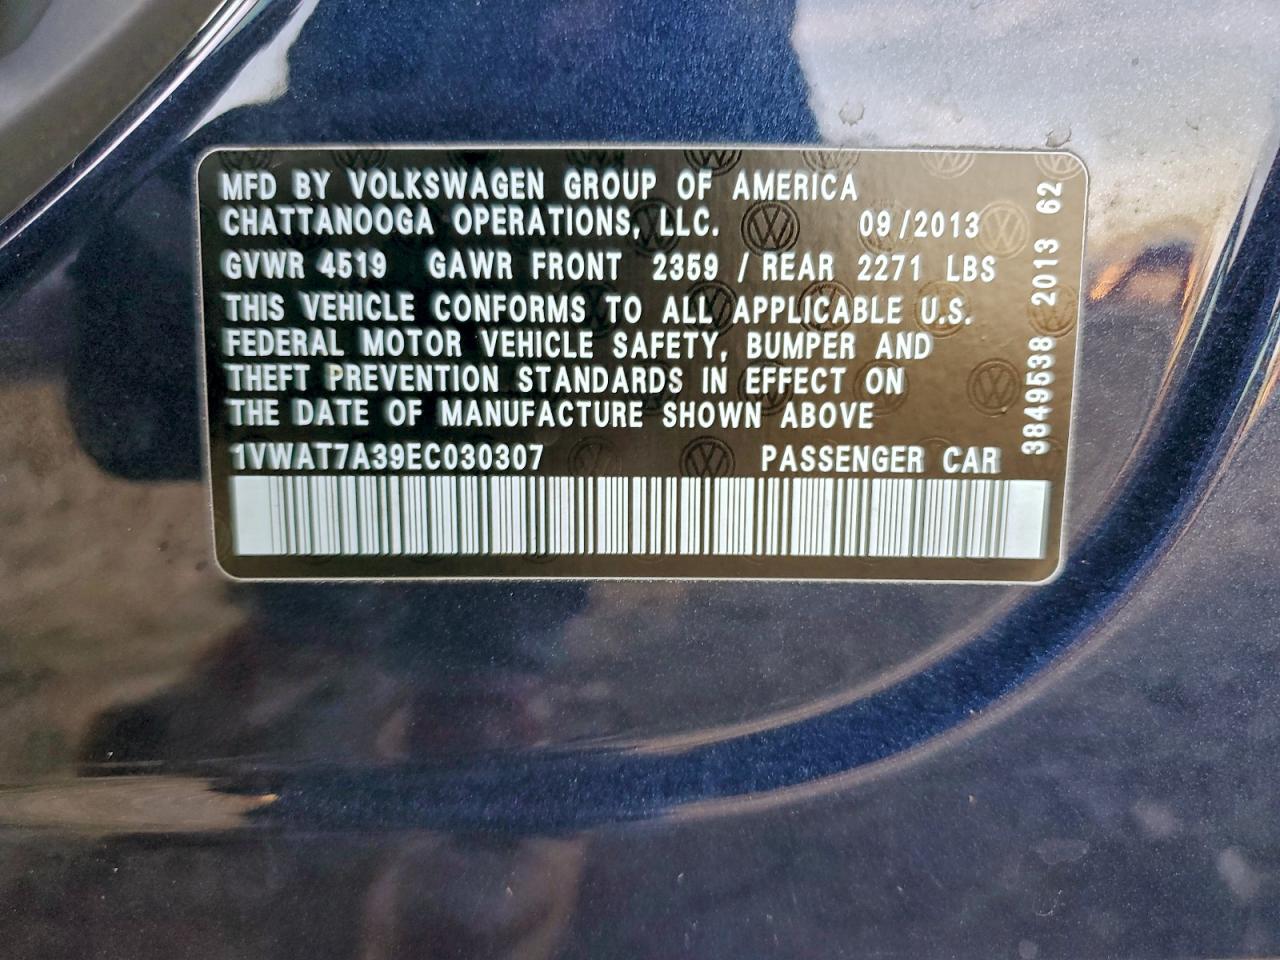 MFD BY VOLKSWAGEN GROUP OF AMERICA
CHATTANOOGA OPERATIONS, LLC. 09/2013
GVWR 4519 GAWR FRONT 2359 / REAR 2271 LBS
THIS VEHICLE CONFORMS TO ALL APPLICABLE U.S.
FEDERAL MOTOR VEHICLE SAFETY, BUMPER AND
THEFT PREVENTION STANDARDS IN EFFECT ON
THE DATE OF MANUFACTURE SHOWN ABOVE
1VWAT7A39EC030307 PASSENGER CAR
3849538 2013 62